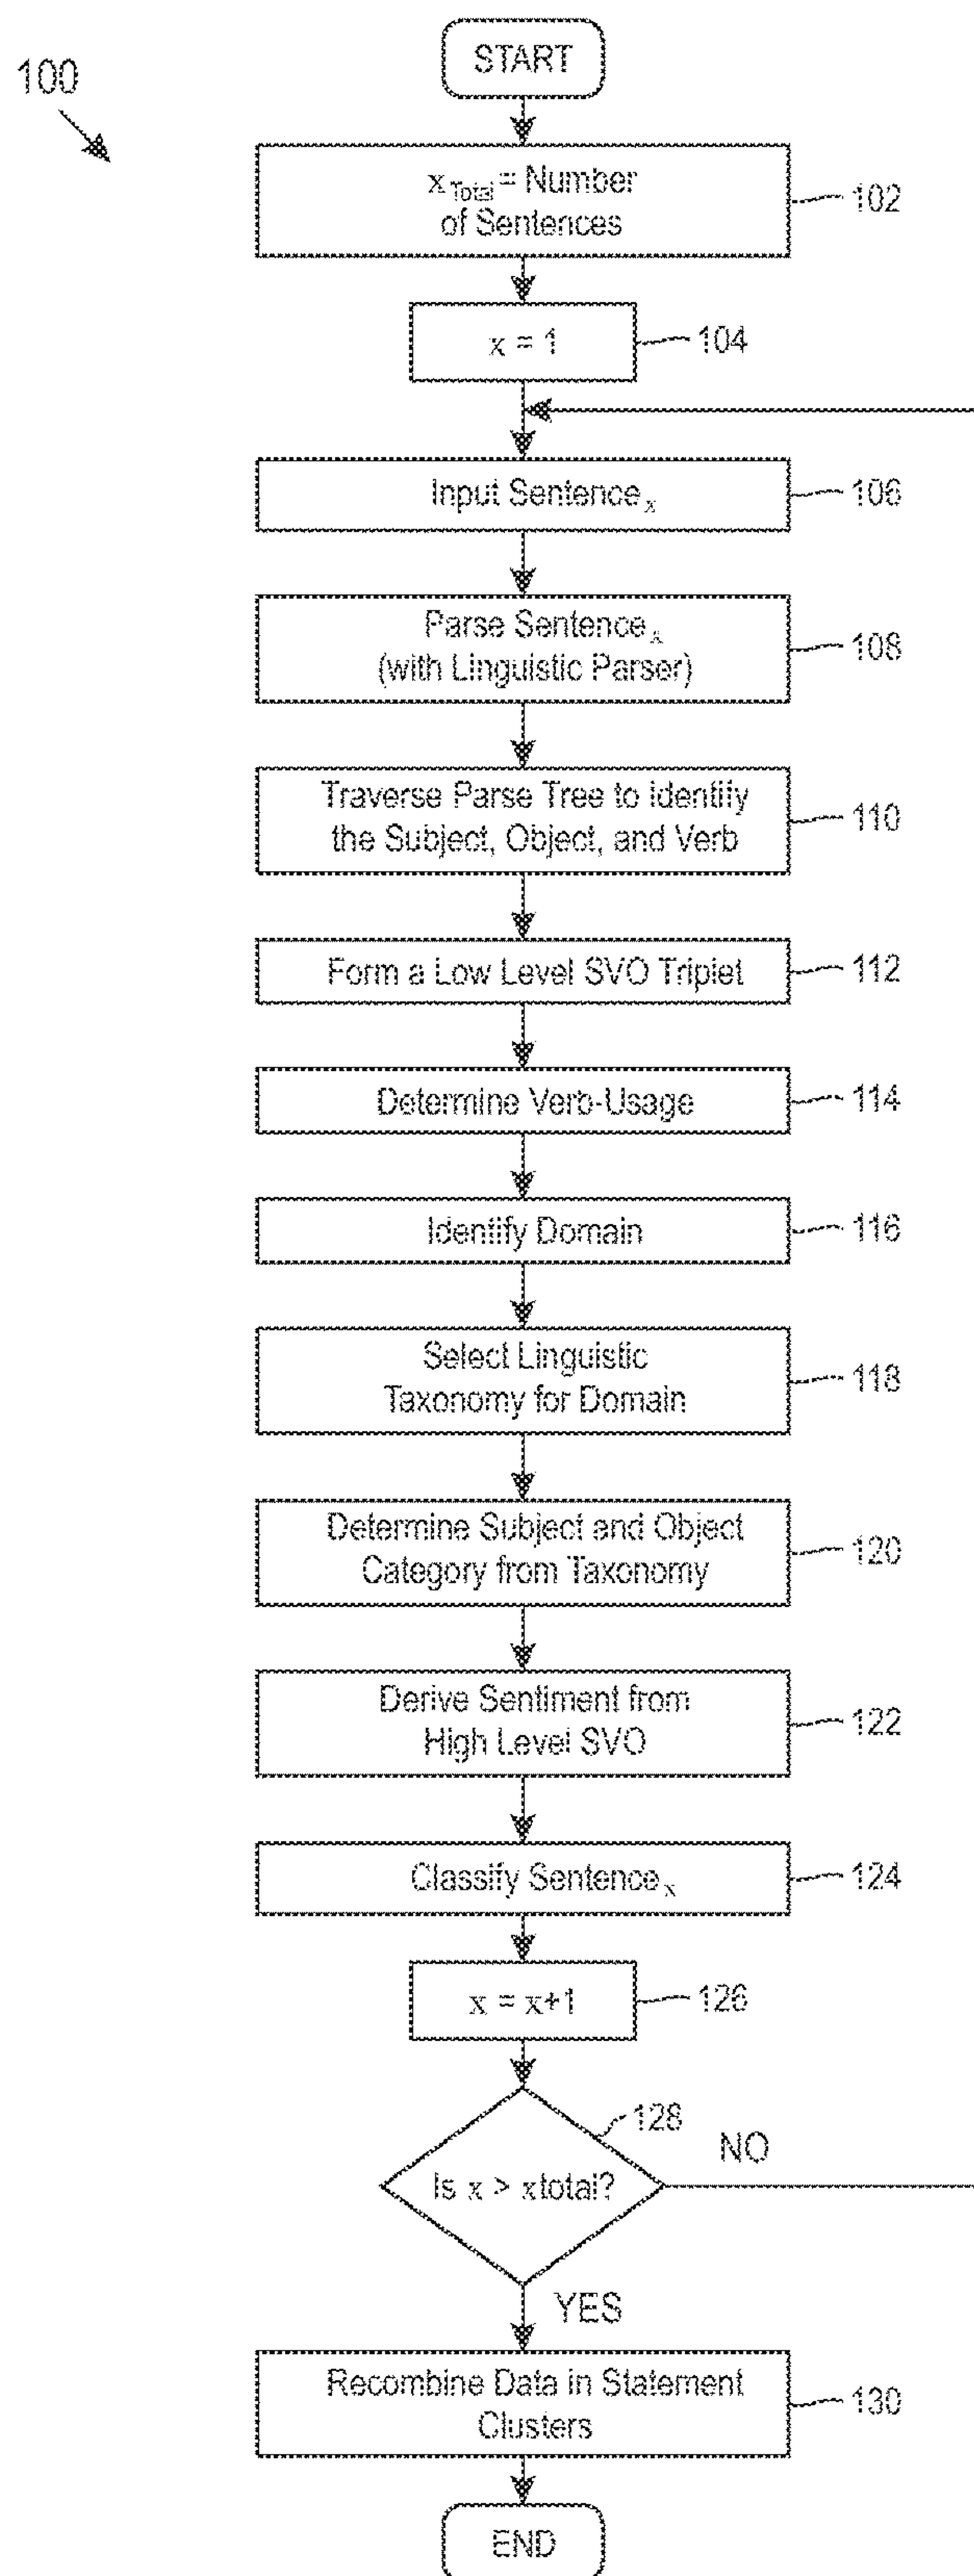 100
START
xTotal = Number
of Sentences
102
x = 1
104
Input Sentencex
106
Parse Sentencex
(with Linguistic Parser)
108
Traverse Parse Tree to Identify
the Subject, Object, and Verb
110
Form a Low Level SVO Triplet
112
Determine Verb-Usage
114
Identify Domain
116
Select Linguistic
Taxonomy for Domain
118
Determine Subject and Object
Category from Taxonomy
120
Derive Sentiment from
High Level SVO
122
Classify Sentencex
124
x = x+1
126
128
Is x > xtotal?
NO
YES
Recombine Data in Statement
Clusters
130
END